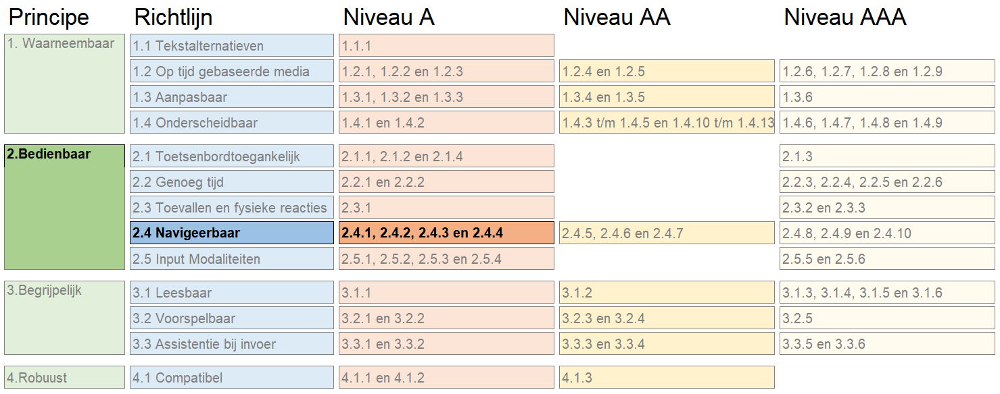 Principe Richtlijn Niveau A Niveau AA Niveau AAA
1. Waarneembaar 1.1 Tekstalternatieven 1.1.1
1.2 Op tijd gebaseerde media 1.2.1, 1.2.2 en 1.2.3 1.2.4 en 1.2.5 1.2.6, 1.2.7, 1.2.8 en 1.2.9
1.3 Aanpasbaar 1.3.1, 1.3.2 en 1.3.3 1.3.4 en 1.3.5 1.3.6
1.4 Onderscheidbaar 1.4.1 en 1.4.2 1.4.3 t/m 1.4.5 en 1.4.10 t/m 1.4.13 1.4.6, 1.4.7, 1.4.8 en 1.4.9
2.Bedienbaar 2.1 Toetsenbordtoegankelijk 2.1.1, 2.1.2 en 2.1.4 2.1.3
2.2 Genoeg tijd 2.2.1 en 2.2.2 2.2.3, 2.2.4, 2.2.5 en 2.2.6
2.3 Toevallen en fysieke reacties 2.3.1 2.3.2 en 2.3.3
2.4 Navigeerbaar 2.4.1, 2.4.2, 2.4.3 en 2.4.4 2.4.5, 2.4.6 en 2.4.7 2.4.8, 2.4.9 en 2.4.10
2.5 Input Modaliteiten 2.5.1, 2.5.2, 2.5.3 en 2.5.4 2.5.5 en 2.5.6
3.Begrijpelijk 3.1 Leesbaar 3.1.1 3.1.2 3.1.3, 3.1.4, 3.1.5 en 3.1.6
3.2 Voorspelbaar 3.2.1 en 3.2.2 3.2.3 en 3.2.4 3.2.5
3.3 Assistentie bij invoer 3.3.1 en 3.3.2 3.3.3 en 3.3.4 3.3.5 en 3.3.6
4.Robuust 4.1 Compatibel 4.1.1 en 4.1.2 4.1.3